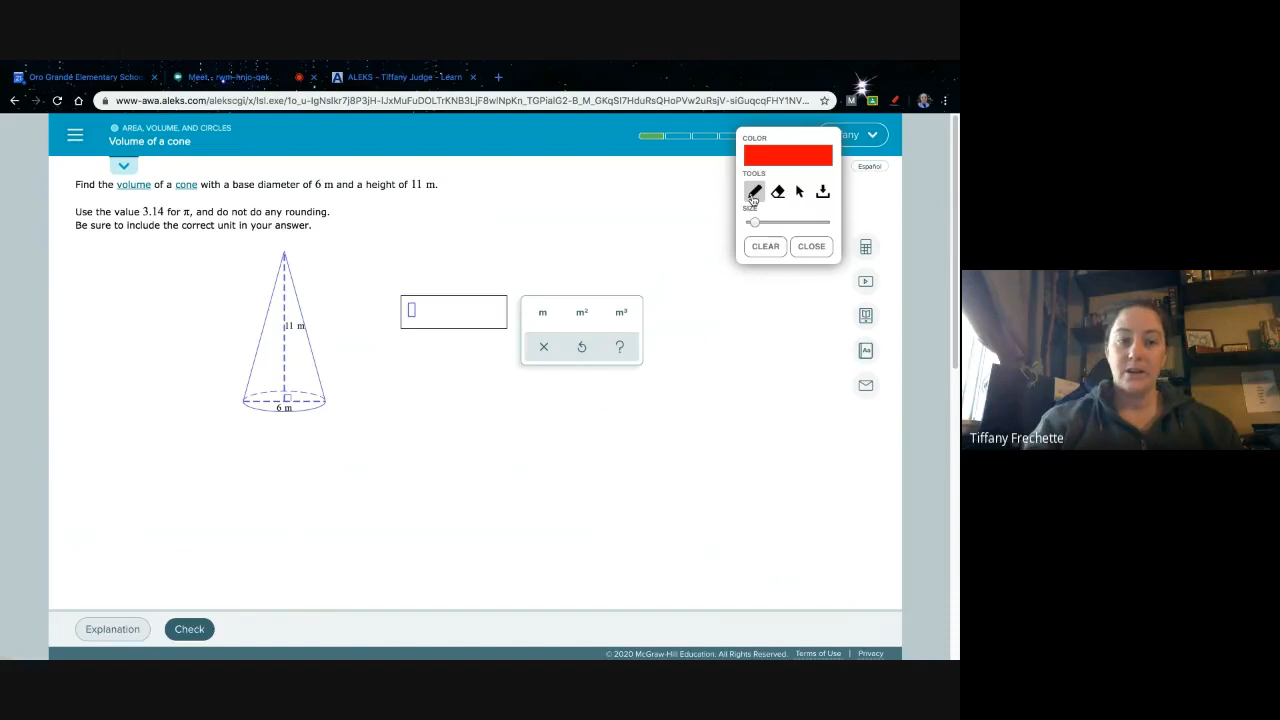 Oro Grande Elementary Schoo
Meet
ALEKS - Tiffany Judge - Learn
AREA, VOLUME, AND CIRCLES
Volume of a cone
COLOR
TOOLS
SIZE
CLEAR CLOSE
Español
Find the volume of a cone with a base diameter of 6 m and a height of 11 m.
Use the value 3.14 for π, and do not do any rounding.
Be sure to include the correct unit in your answer.
11 m
6 m
m m² m³
?
Aa
Explanation Check
© 2020 McGraw-Hill Education. All Rights Reserved. Terms of Use | Privacy
Tiffany Frechette